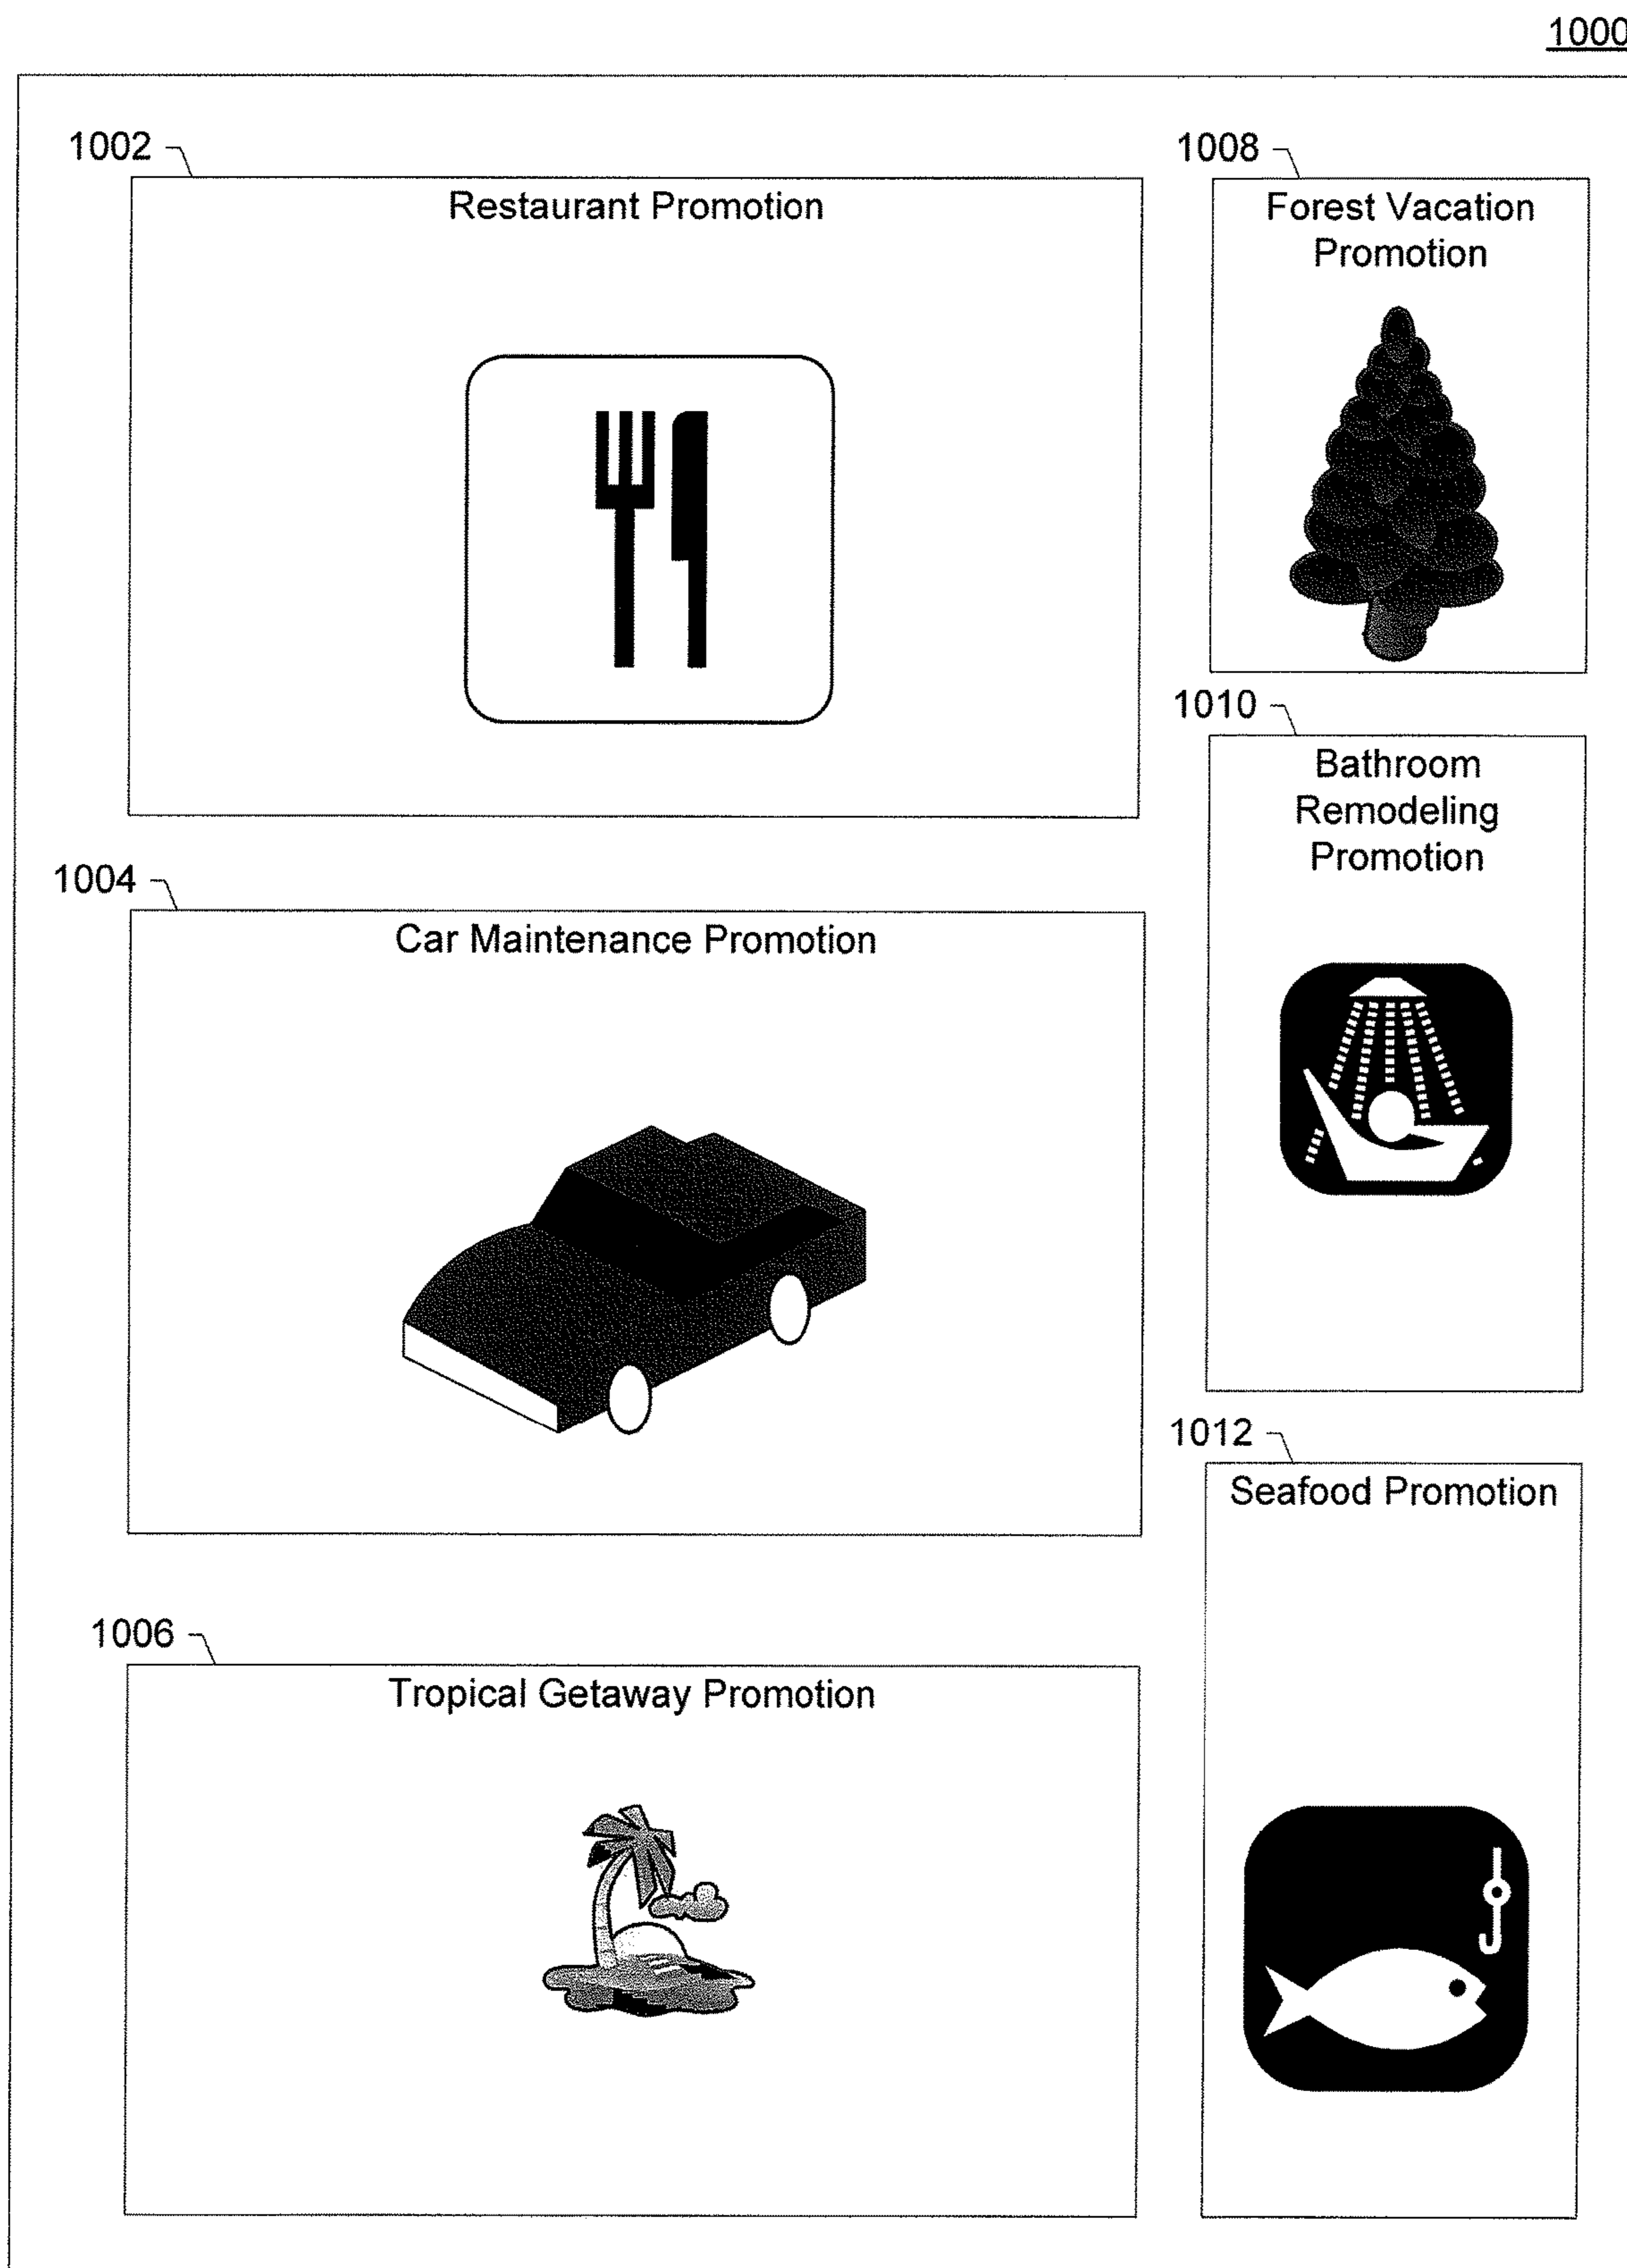 1000
1002
Restaurant Promotion
1004
Car Maintenance Promotion
1006
Tropical Getaway Promotion
1008
Forest Vacation
Promotion
1010
Bathroom
Remodeling
Promotion
1012
Seafood Promotion